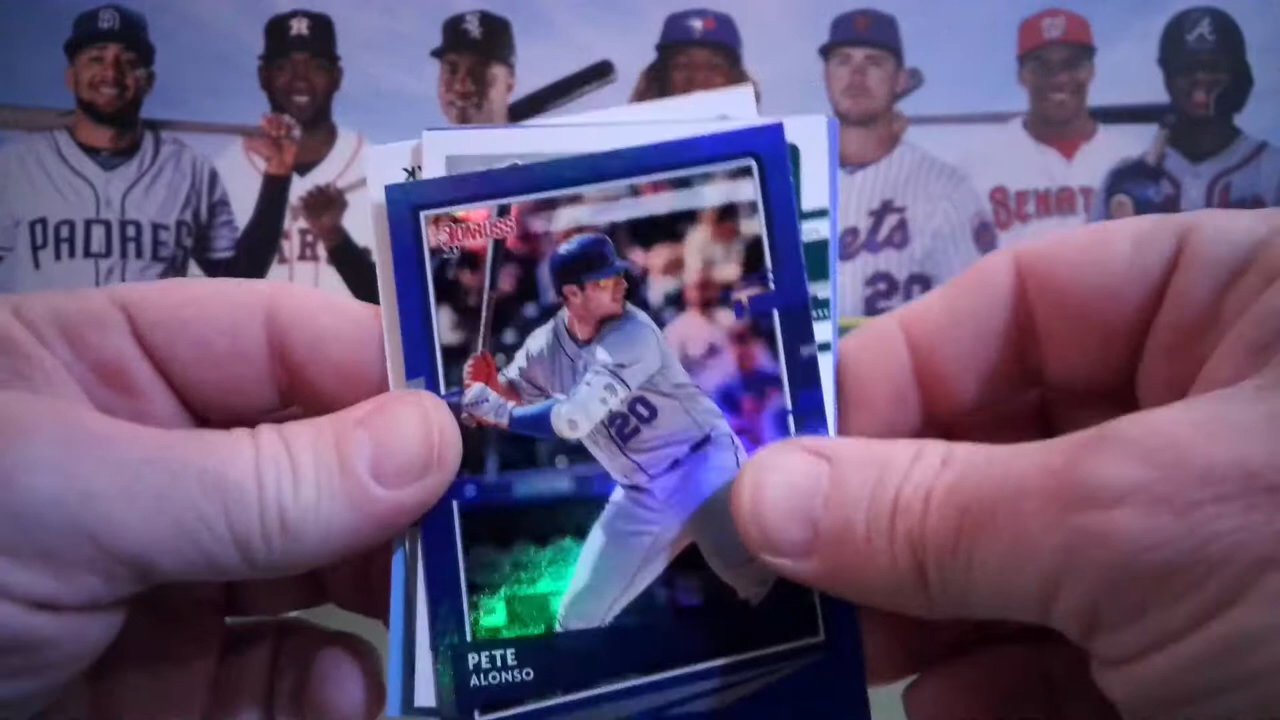 PADRES
ets
20
SENAT
DONRUSS
20
PETE
ALONSO